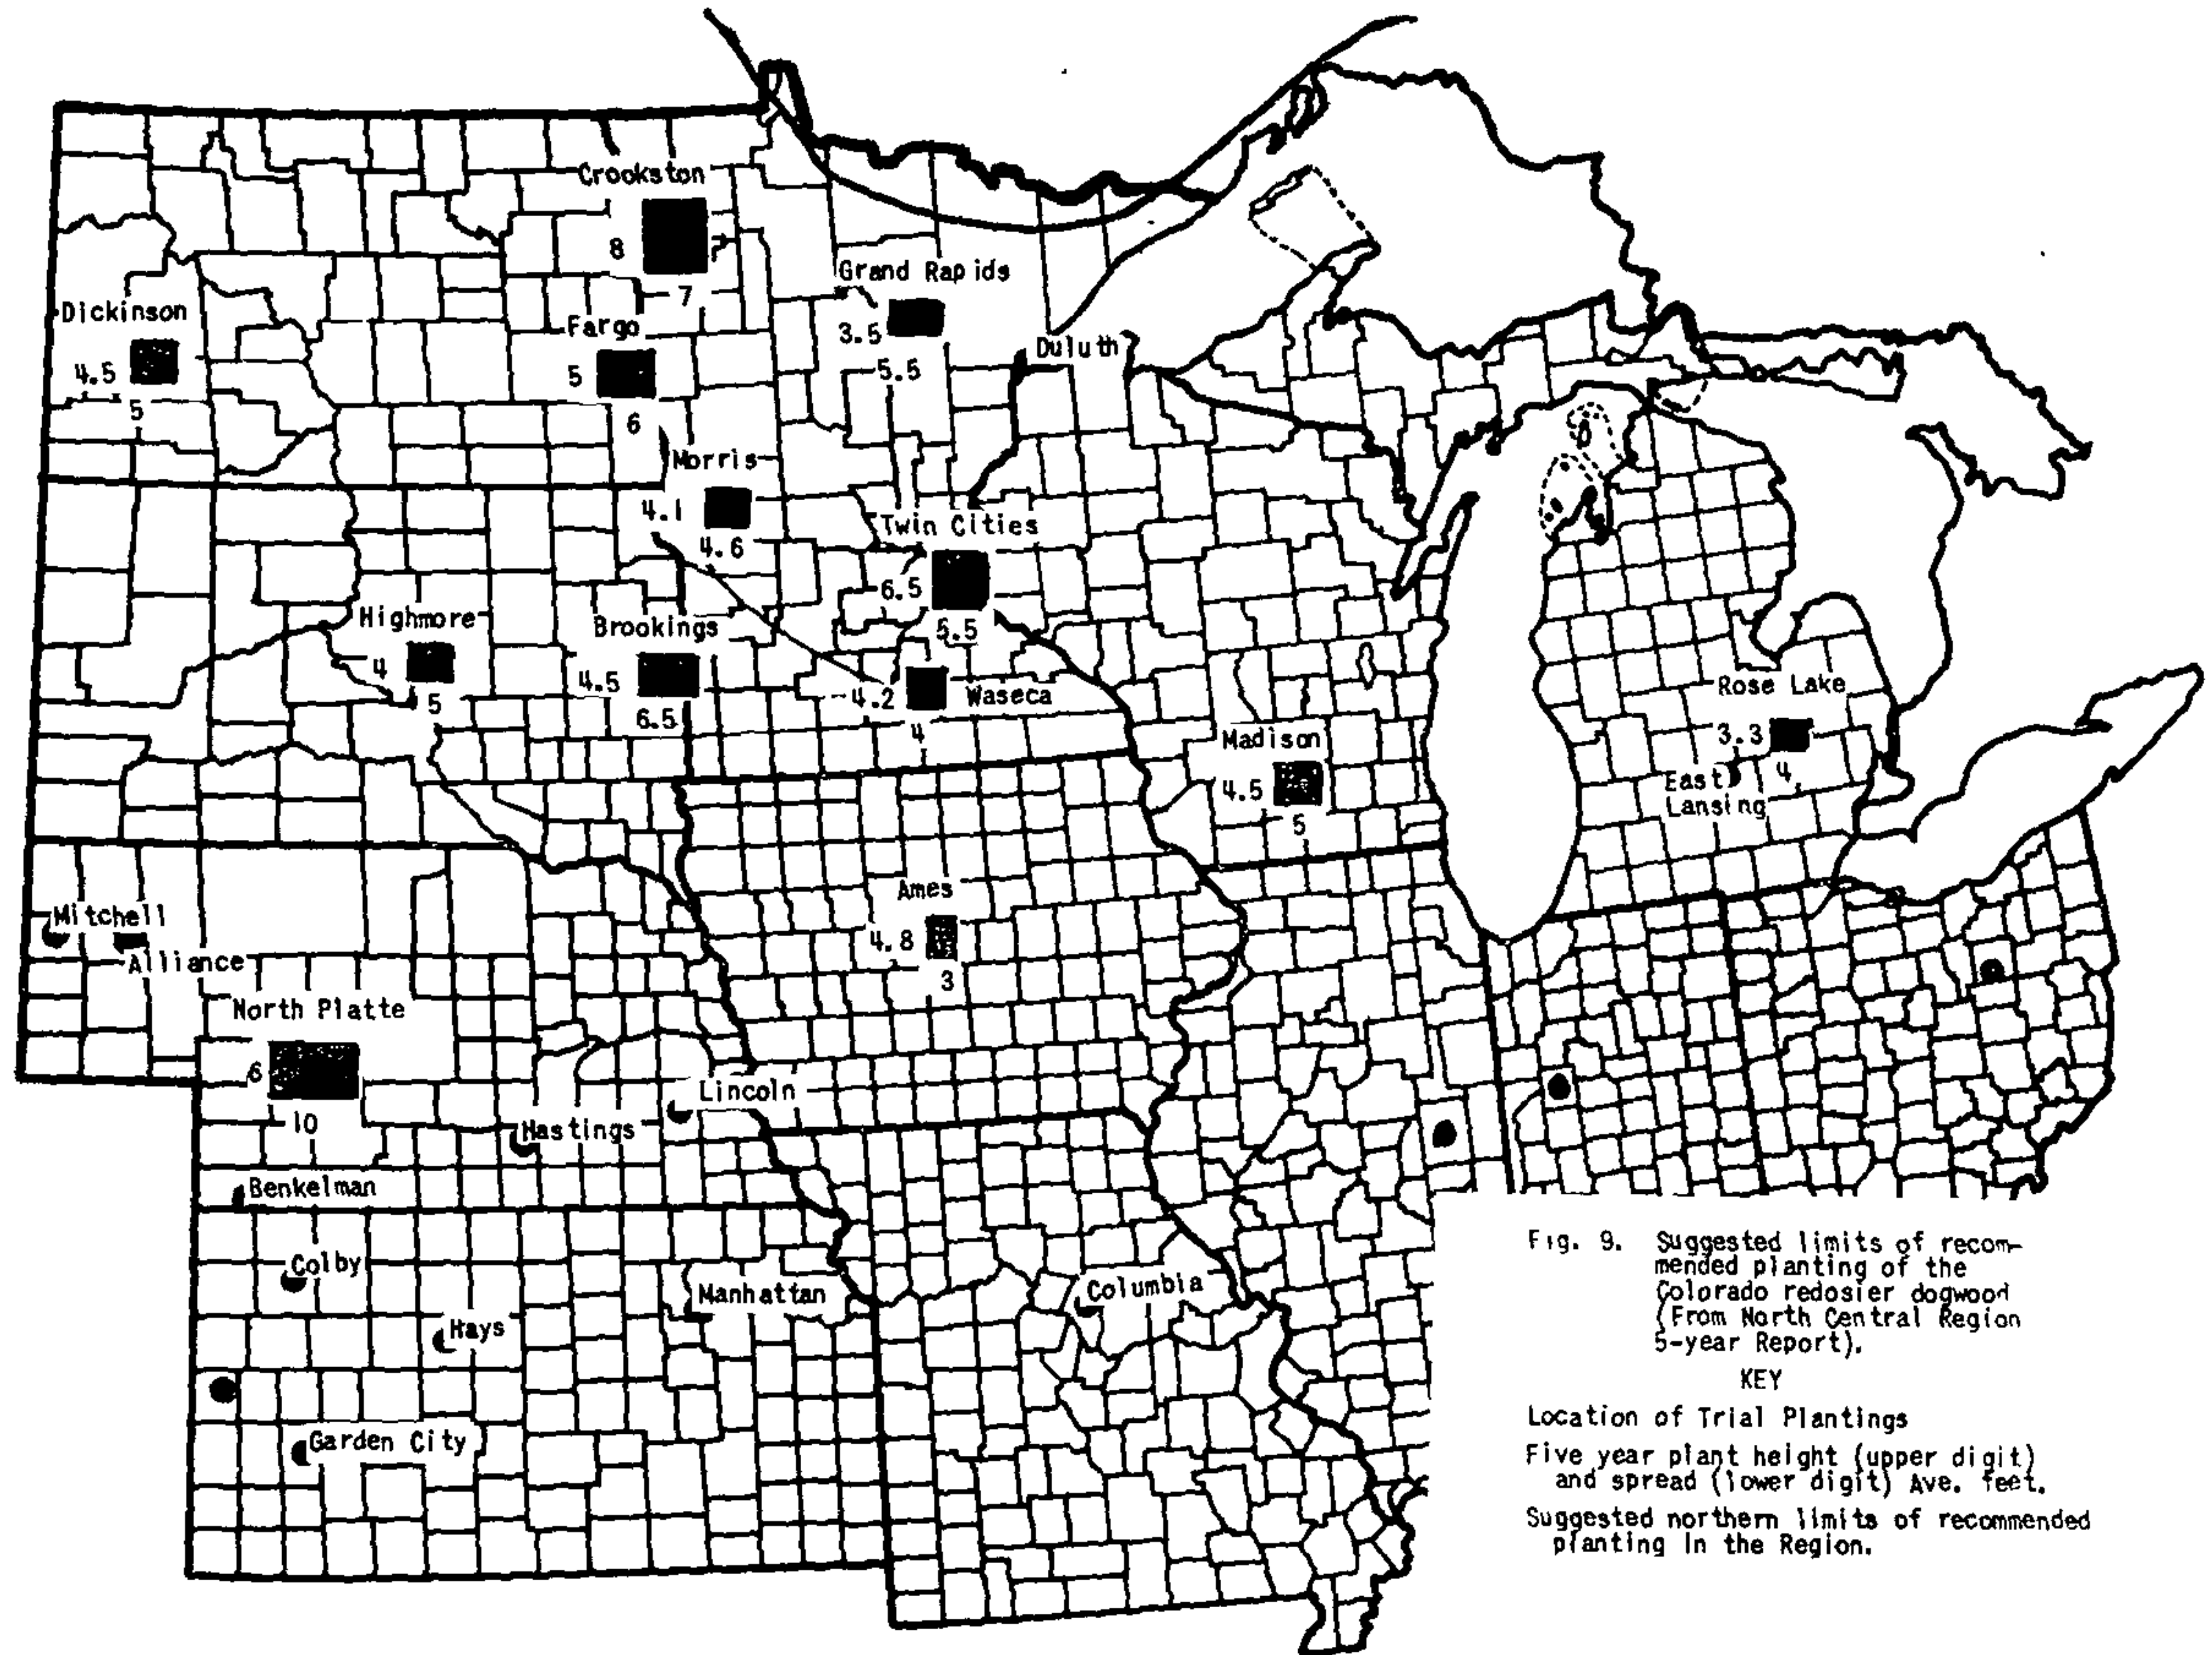 Crookston
8
7
Grand Rapids
3.5
5.5
Dickinson
4.5
5
Fargo
5
6
Duluth
Morris
4.1
4.6
Twin Cities
6.5
5.5
Highmore
4
5
Brookings
4.5
6.5
4.2
Waseca
4
Rose Lake
3.3
4
East
Lansing
Madison
4.5
5
Ames
4.8
3
Mitchell
Alliance
North Platte
6
10
Lincoln
Hastings
Benkelman
Colby
Manhattan
Columbia
Hays
Garden City
Fig. 9. Suggested limits of recom-
mended planting of the
Colorado redosier dogwood
(From North Central Region
5-year Report).
KEY
Location of Trial Plantings
Five year plant height (upper digit)
and spread (lower digit) Ave. feet.
Suggested northern limits of recommended
planting In the Region.